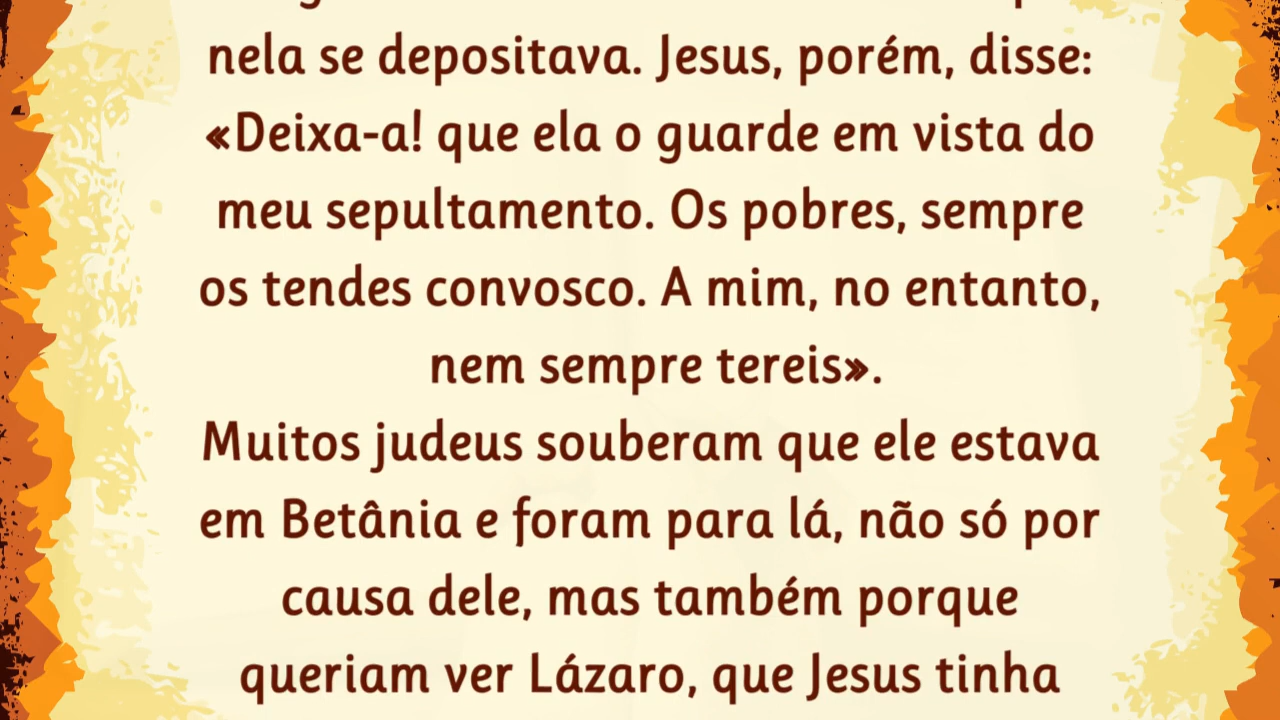 nela se depositava. Jesus, porém, disse:
«Deixa-a! que ela o guarde em vista do
meu sepultamento. Os pobres, sempre
os tendes convosco. A mim, no entanto,
nem sempre tereis».
Muitos judeus souberam que ele estava
em Betânia e foram para lá, não só por
causa dele, mas também porque
queriam ver Lázaro, que Jesus tinha